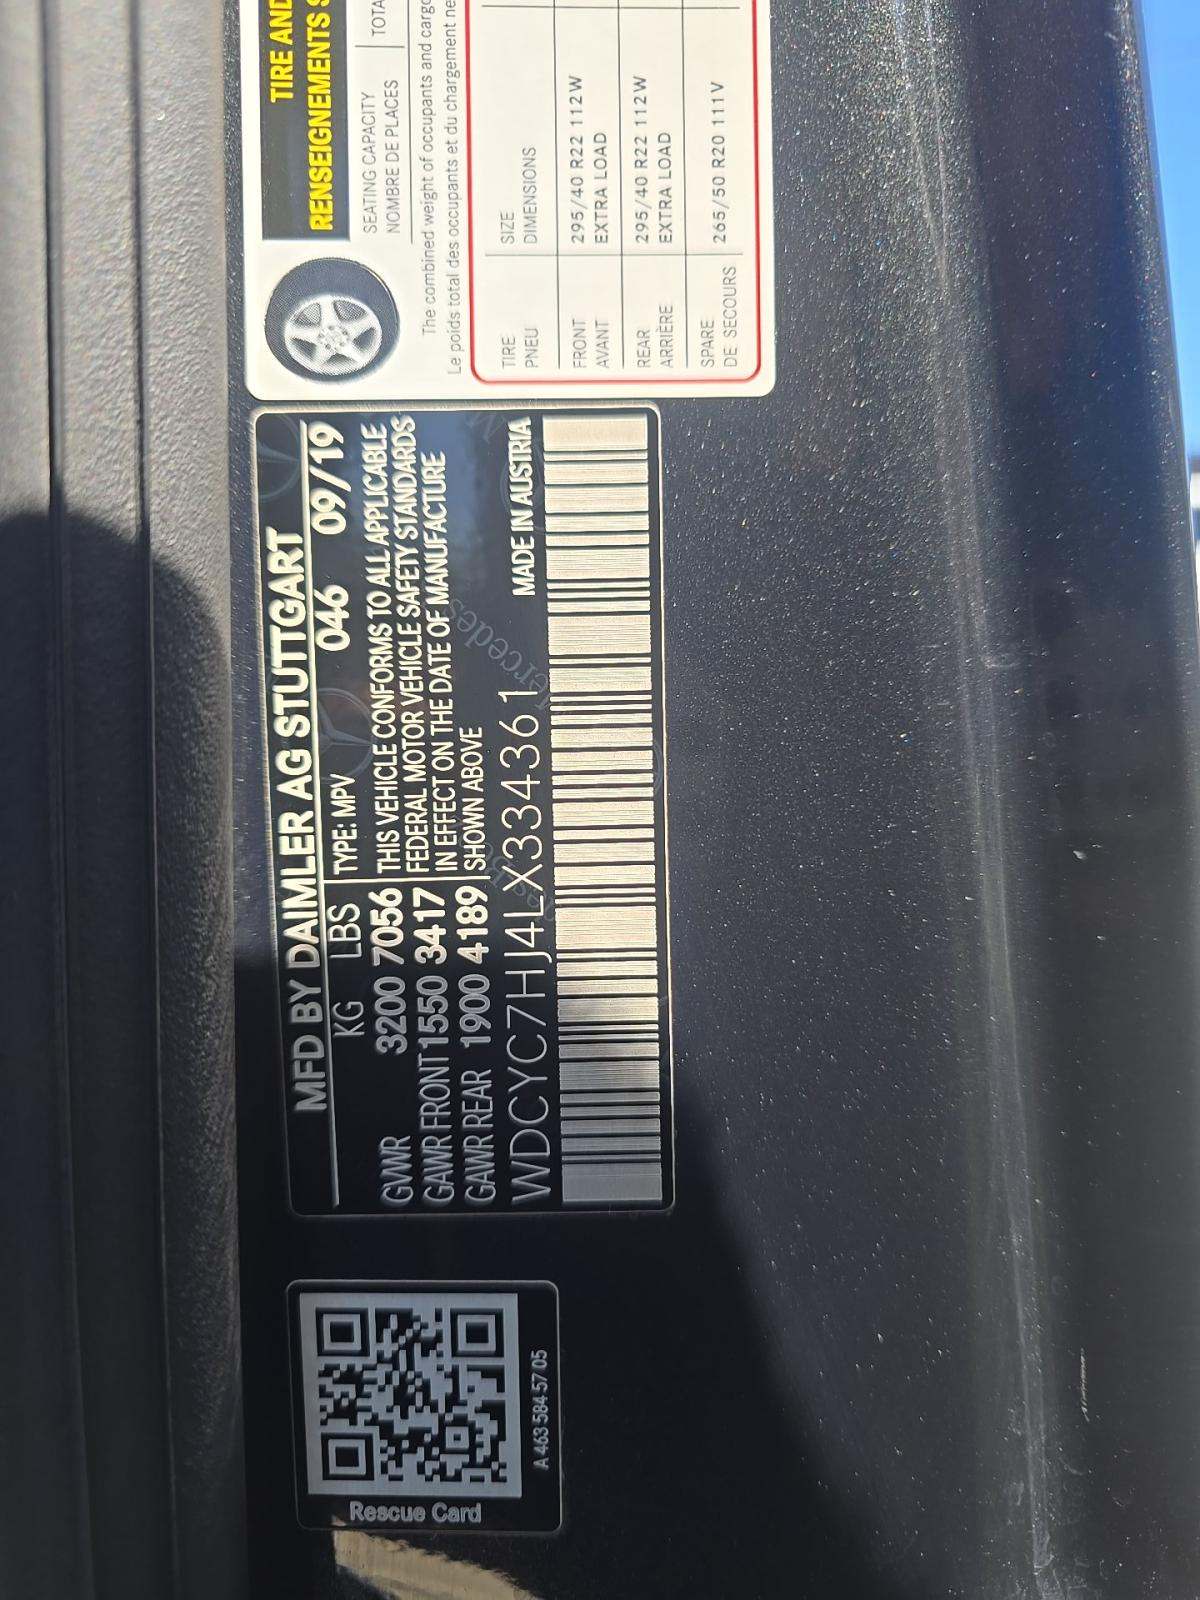 TIRE AND
RENSEIGNEMENTS S
SEATING CAPACITY
NOMBRE DE PLACES
TOTA
The combined weight of occupants and cargo
Le poids total des occupants et du chargement ne
TIRE
PNEU
SIZE
DIMENSIONS
FRONT
AVANT
295/40 R22 112W
EXTRA LOAD
REAR
ARRIÈRE
295/40 R22 112W
EXTRA LOAD
SPARE
DE SECOURS
265/50 R20 111V
MFD BY DAIMLER AG STUTTGART
KG LBS TYPE: MPV 046 09/19
GVWR 3200 7056
GAWR FRONT 1550 3417
GAWR REAR 1900 4189
THIS VEHICLE CONFORMS TO ALL APPLICABLE
FEDERAL MOTOR VEHICLE SAFETY STANDARDS
IN EFFECT ON THE DATE OF MANUFACTURE
SHOWN ABOVE
WDCYC7HJ4LX334361 MADE IN AUSTRIA
Mercedes
Rescue Card
A 463 584 57 05